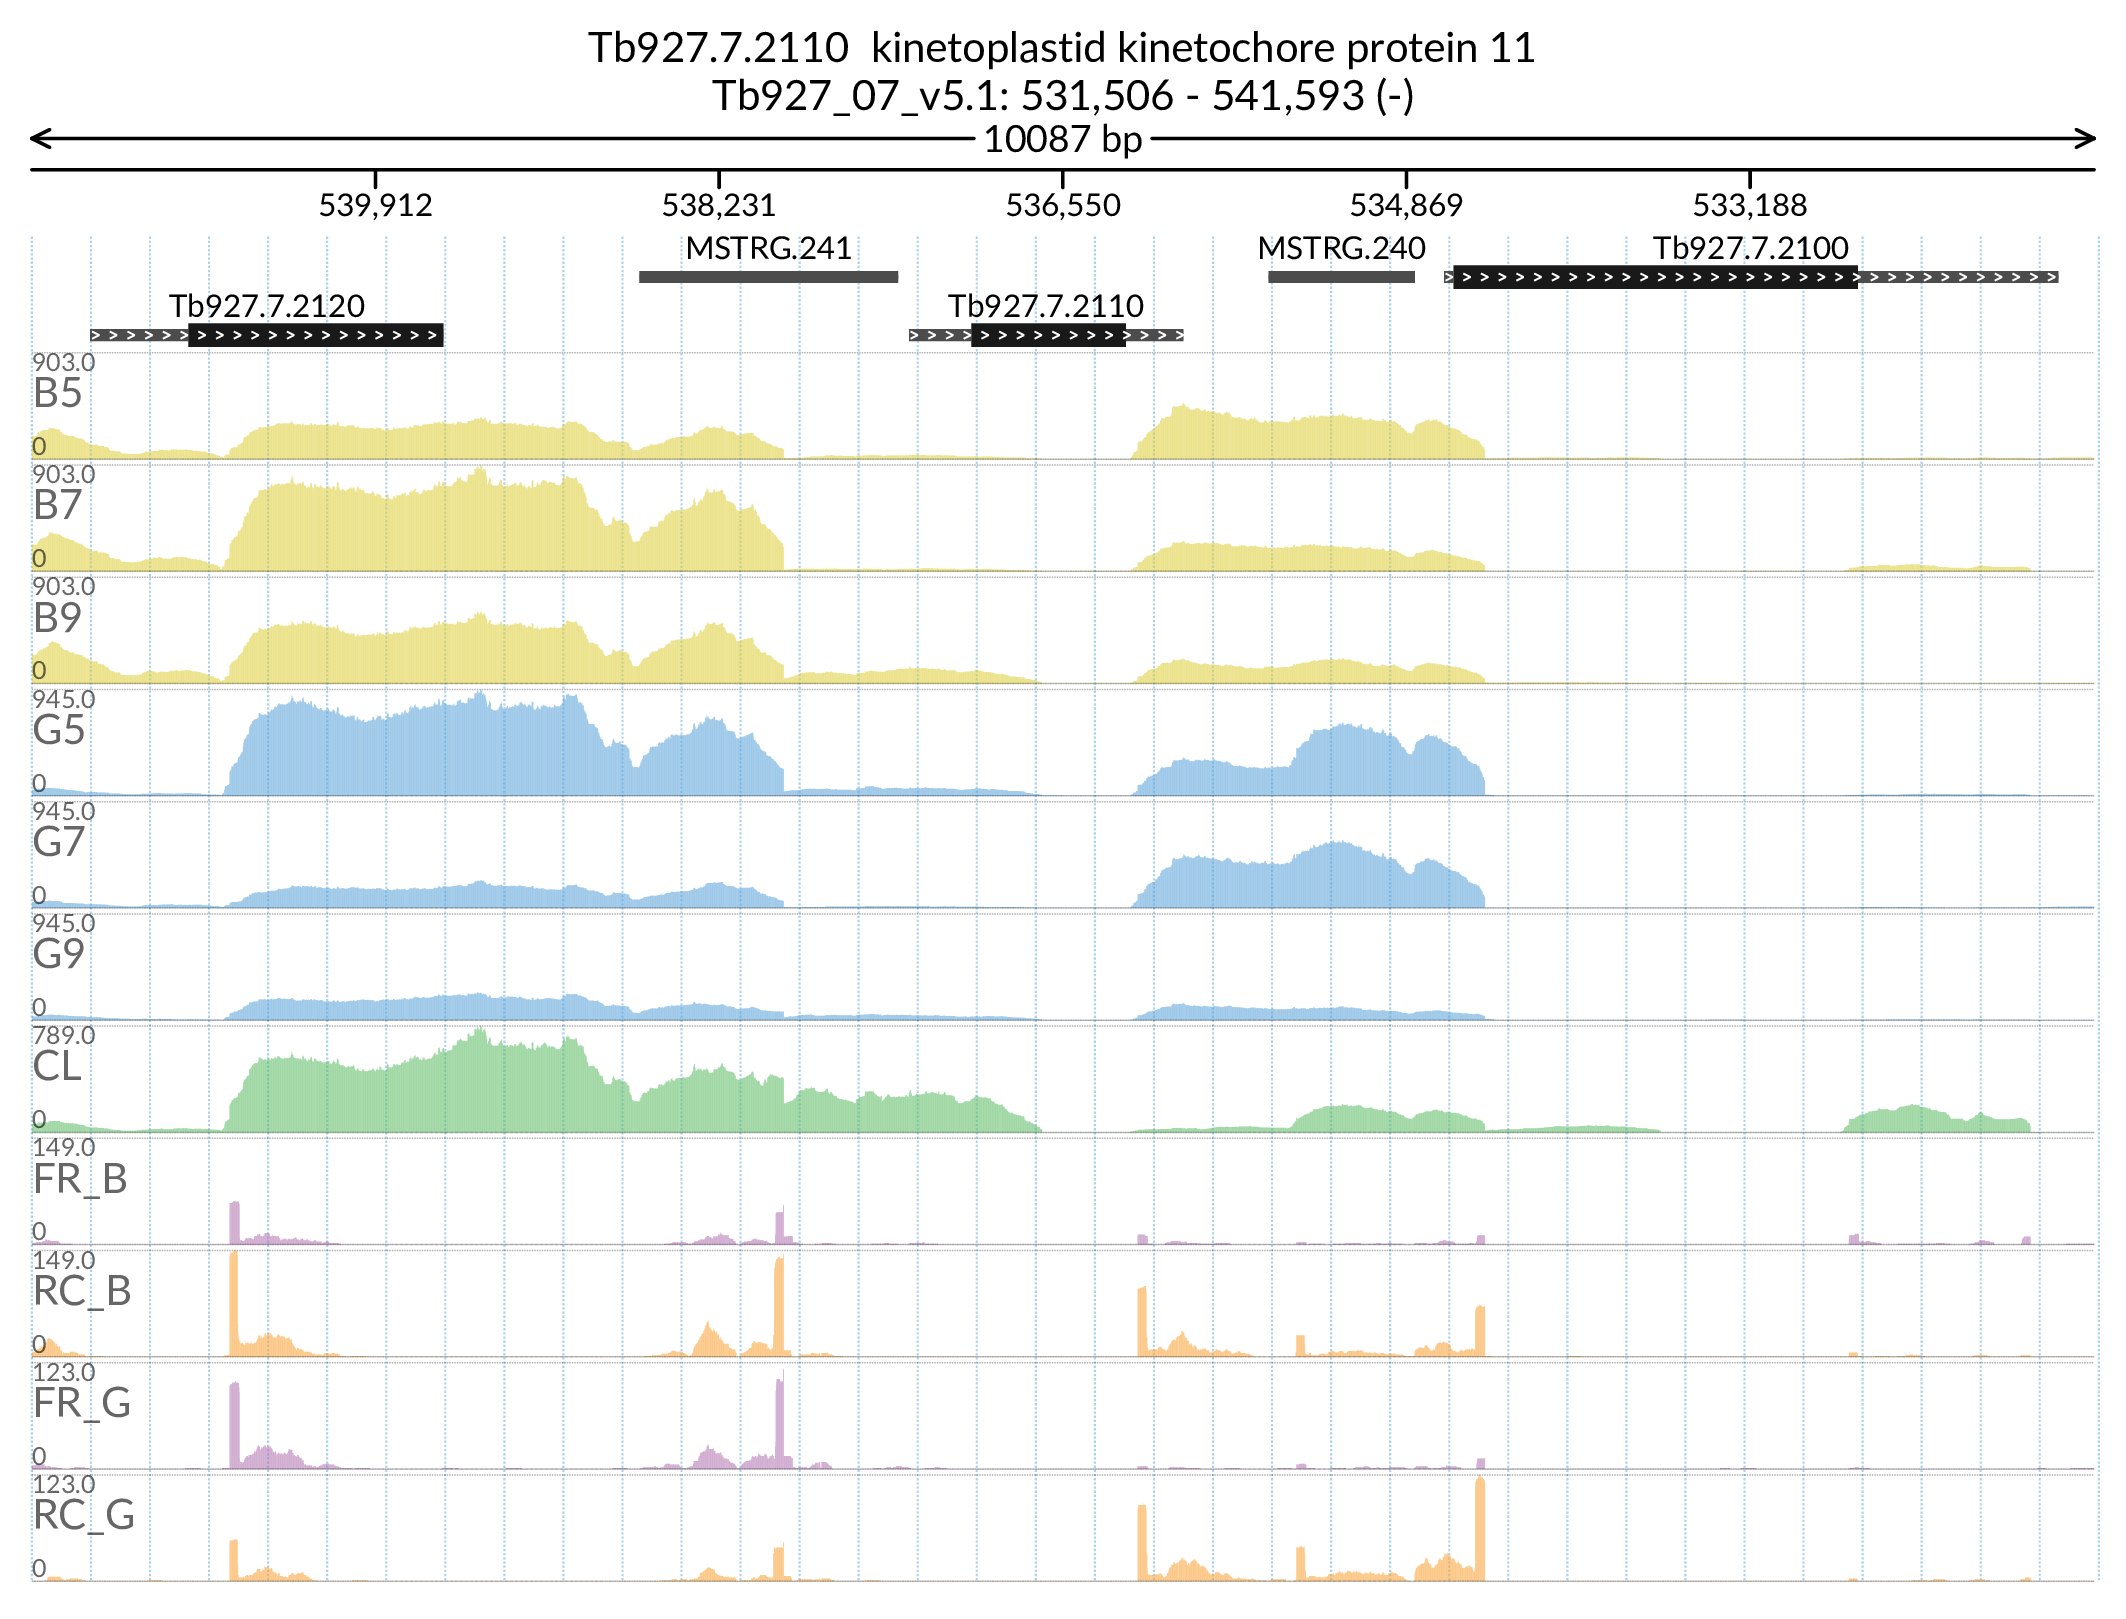 Tb927.7.2110  kinetoplastid kinetochore protein 11
Tb927_07_v5.1: 531,506 - 541,593 (-)
10087 bp
539,912 538,231 536,550 534,869 533,188
MSTRG.241 MSTRG.240 Tb927.7.2100
Tb927.7.2120 Tb927.7.2110
903.0
B5
0
903.0
B7
0
903.0
B9
0
945.0
G5
0
945.0
G7
0
945.0
G9
0
789.0
CL
0
149.0
FR_B
0
149.0
RC_B
0
123.0
FR_G
0
123.0
RC_G
0